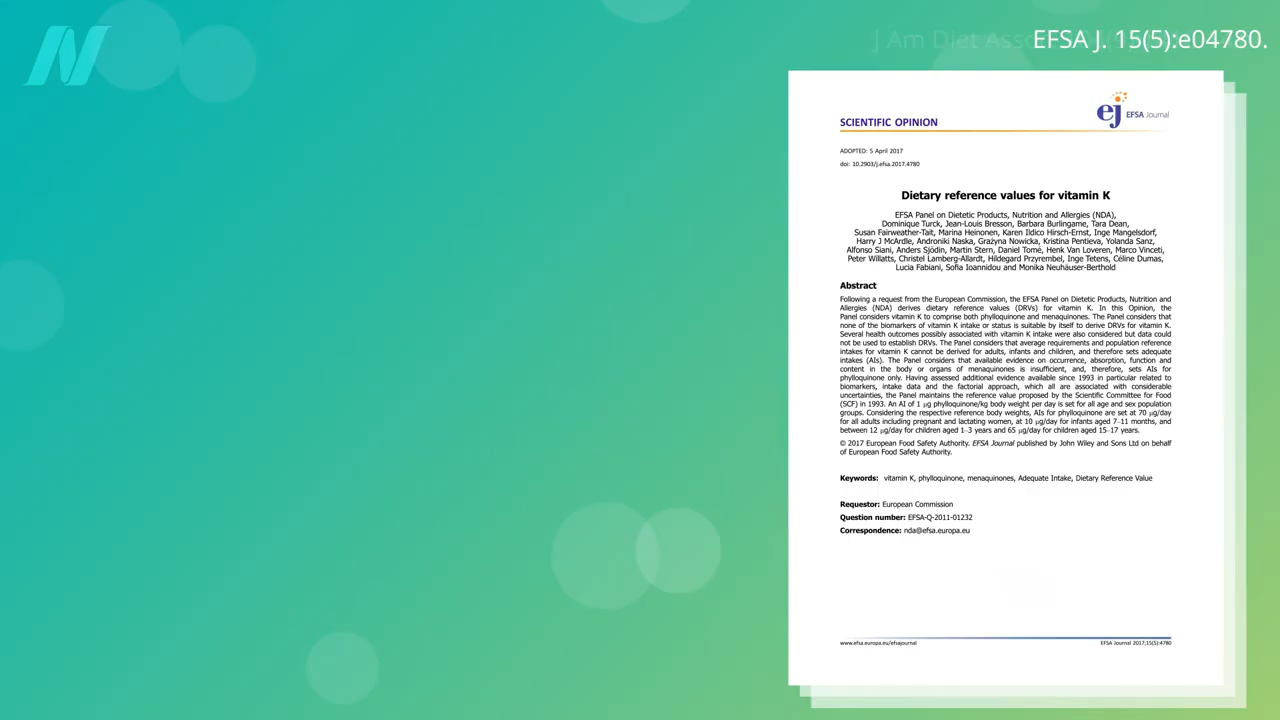 J Am Diet Asso
EFSA J. 15(5):e04780.
ej EFSA Journal
SCIENTIFIC OPINION
ADOPTED: 5 April 2017
doi: 10.2903/j.efsa.2017.4780
Dietary reference values for vitamin K
EFSA Panel on Dietetic Products, Nutrition and Allergies (NDA),
Dominique Turck, Jean-Louis Bresson, Barbara Burlingame, Tara Dean,
Susan Fairweather-Tait, Marina Heinonen, Karen Ildico Hirsch-Ernst, Inge Mangelsdorf,
Harry J McArdle, Androniki Naska, Grażyna Nowicka, Kristina Pentieva, Yolanda Sanz,
Alfonso Siani, Anders Sjödin, Martin Stern, Daniel Tomé, Henk Van Loveren, Marco Vinceti,
Peter Willatts, Christel Lamberg-Allardt, Hildegard Przyrembel, Inge Tetens, Céline Dumas,
Lucia Fabiani, Sofia Ioannidou and Monika Neuhäuser-Berthold
Abstract
Following a request from the European Commission, the EFSA Panel on Dietetic Products, Nutrition and
Allergies (NDA) derives dietary reference values (DRVs) for vitamin K. In this Opinion, the
Panel considers vitamin K to comprise both phylloquinone and menaquinones. The Panel considers that
none of the biomarkers of vitamin K intake or status is suitable by itself to derive DRVs for vitamin K.
Several health outcomes possibly associated with vitamin K intake were also considered but data could
not be used to establish DRVs. The Panel considers that average requirements and population reference
intakes for vitamin K cannot be derived for adults, infants and children, and therefore sets adequate
intakes (AIs). The Panel considers that available evidence on occurrence, absorption, function and
content in the body or organs of menaquinones is insufficient, and, therefore, sets AIs for
phylloquinone only. Having assessed additional evidence available since 1993 in particular related to
biomarkers, intake data and the factorial approach, which all are associated with considerable
uncertainties, the Panel maintains the reference value proposed by the Scientific Committee for Food
(SCF) in 1993. An AI of 1 μg phylloquinone/kg body weight per day is set for all age and sex population
groups. Considering the respective reference body weights, AIs for phylloquinone are set at 70 μg/day
for all adults including pregnant and lactating women, at 10 μg/day for infants aged 7–11 months, and
between 12 μg/day for children aged 1–3 years and 65 μg/day for children aged 15–17 years.
© 2017 European Food Safety Authority. EFSA Journal published by John Wiley and Sons Ltd on behalf
of European Food Safety Authority.
Keywords: vitamin K, phylloquinone, menaquinones, Adequate Intake, Dietary Reference Value
Requestor: European Commission
Question number: EFSA-Q-2011-01232
Correspondence: nda@efsa.europa.eu
www.efsa.europa.eu/efsajournal
EFSA Journal 2017;15(5):4780